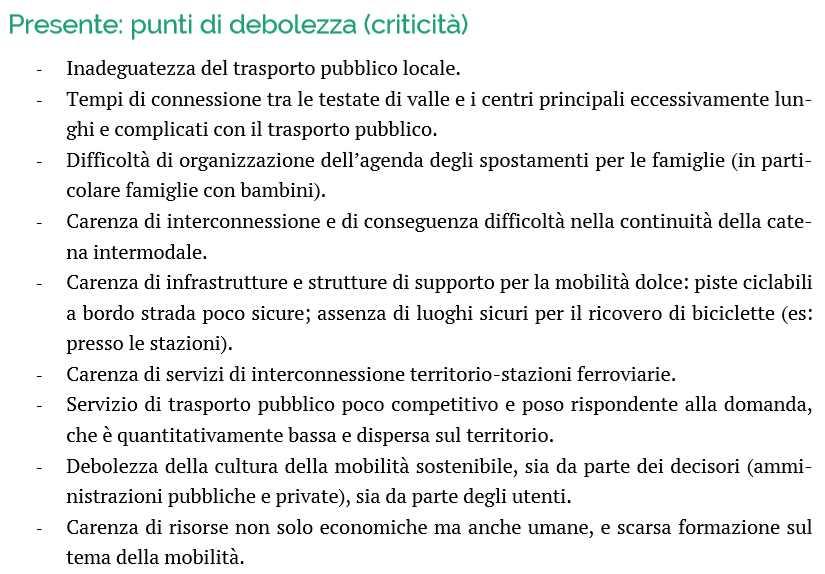 Presente: punti di debolezza (criticità)
- Inadeguatezza del trasporto pubblico locale.
- Tempi di connessione tra le testate di valle e i centri principali eccessivamente lun-
ghi e complicati con il trasporto pubblico.
- Difficoltà di organizzazione dell’agenda degli spostamenti per le famiglie (in parti-
colare famiglie con bambini).
- Carenza di interconnessione e di conseguenza difficoltà nella continuità della cate-
na intermodale.
- Carenza di infrastrutture e strutture di supporto per la mobilità dolce: piste ciclabili
a bordo strada poco sicure; assenza di luoghi sicuri per il ricovero di biciclette (es:
presso le stazioni).
- Carenza di servizi di interconnessione territorio-stazioni ferroviarie.
- Servizio di trasporto pubblico poco competitivo e poso rispondente alla domanda,
che è quantitativamente bassa e dispersa sul territorio.
- Debolezza della cultura della mobilità sostenibile, sia da parte dei decisori (ammi-
nistrazioni pubbliche e private), sia da parte degli utenti.
- Carenza di risorse non solo economiche ma anche umane, e scarsa formazione sul
tema della mobilità.